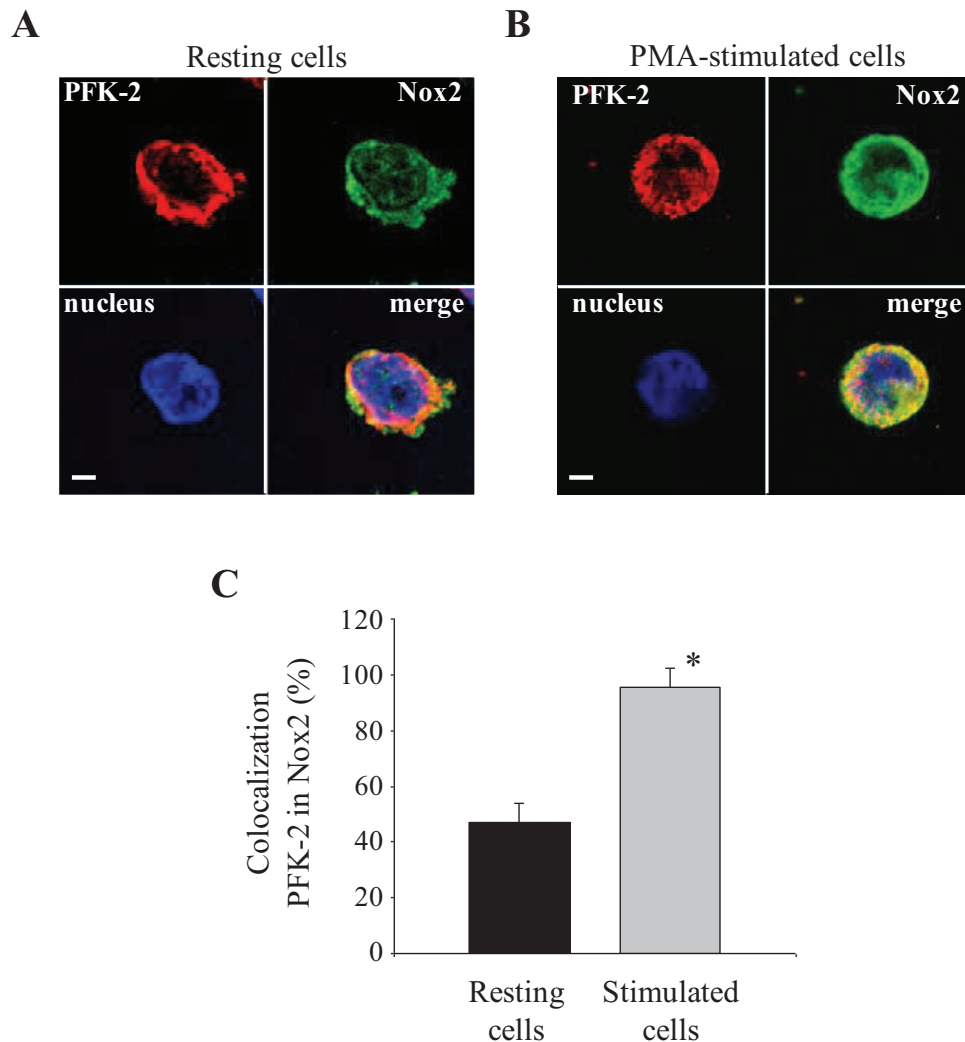 A
Resting cells
PFK-2
Nox2
nucleus
merge
B
PMA-stimulated cells
PFK-2
Nox2
nucleus
merge
C
Colocalization
PFK-2 in Nox2 (%)
120
100
80
60
40
20
0
*
Resting
cells
Stimulated
cells